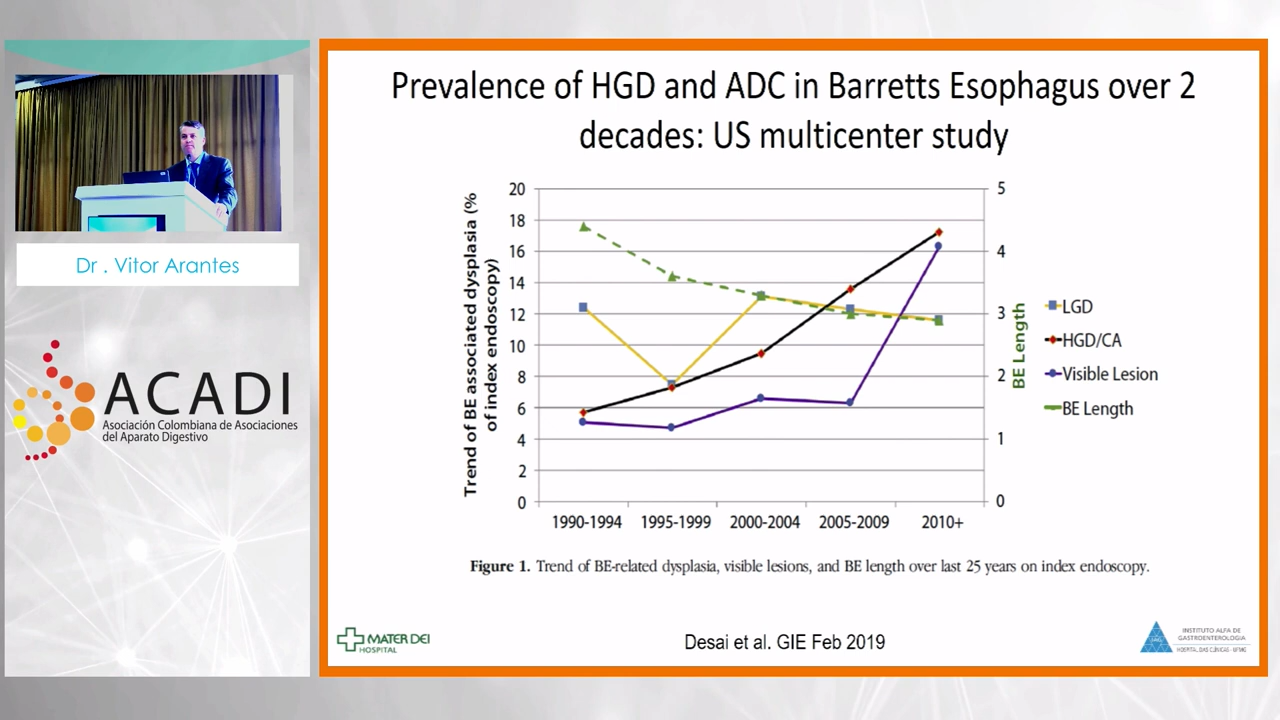 Prevalence of HGD and ADC in Barretts Esophagus over 2
decades: US multicenter study
Dr . Vitor Arantes
ACADI
Asociación Colombiana de Asociaciones
del Aparato Digestivo
Trend of BE associated dysplasia (%
of index endoscopy)
20
18
16
14
12
10
8
6
4
2
0
5
4
3
2
1
0
BE Length
1990-1994
1995-1999
2000-2004
2005-2009
2010+
LGD
HGD/CA
Visible Lesion
BE Length
Figure 1. Trend of BE-related dysplasia, visible lesions, and BE length over last 25 years on index endoscopy.
MATER DEI
HOSPITAL
Desai et al. GIE Feb 2019
INSTITUTO ALFA DE
GASTROENTEROLOGIA
HOSPITAL DAS CLÍNICAS - UFMG